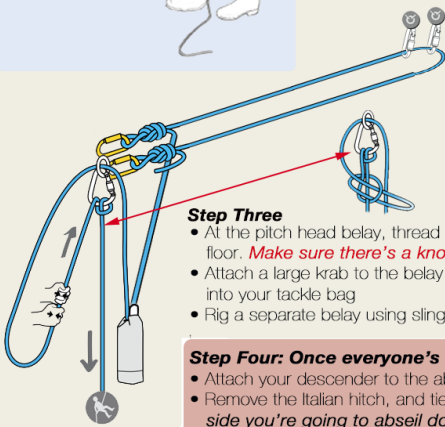 Step Three
• At the pitch head belay, thread
floor. Make sure there's a kno
• Attach a large krab to the belay
into your tackle bag
• Rig a separate belay using sling
Step Four: Once everyone's
• Attach your descender to the ab
• Remove the Italian hitch, and tie
side you're going to abseil do